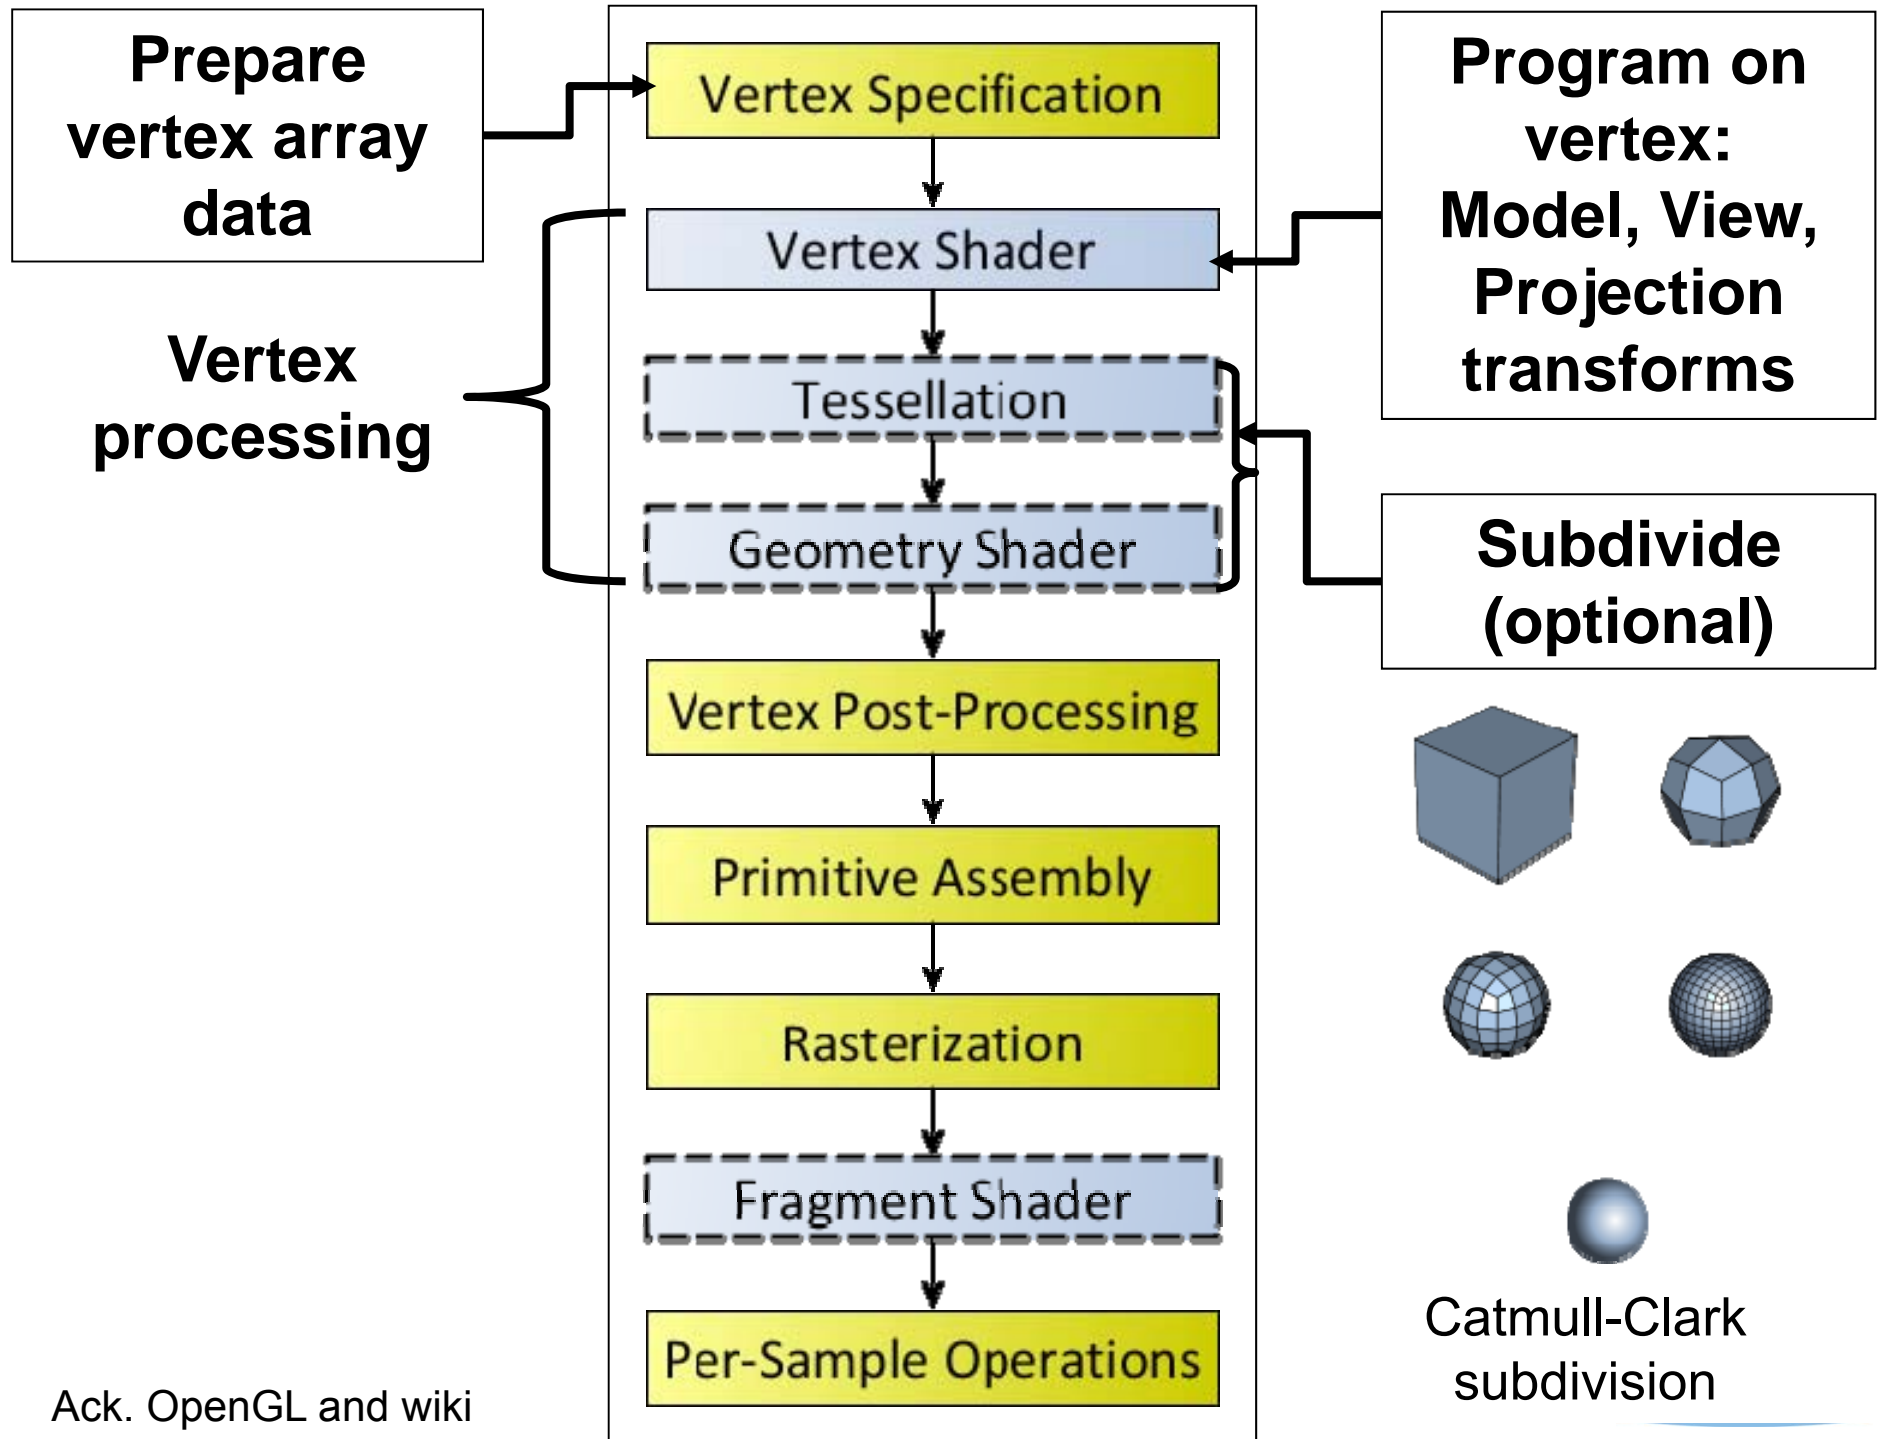 Prepare
vertex array
data
Vertex
processing
Vertex Specification
Vertex Shader
Tessellation
Geometry Shader
Vertex Post-Processing
Primitive Assembly
Rasterization
Fragment Shader
Per-Sample Operations
Program on
vertex:
Model, View,
Projection
transforms
Subdivide
(optional)
Catmull-Clark
subdivision
Ack. OpenGL and wiki